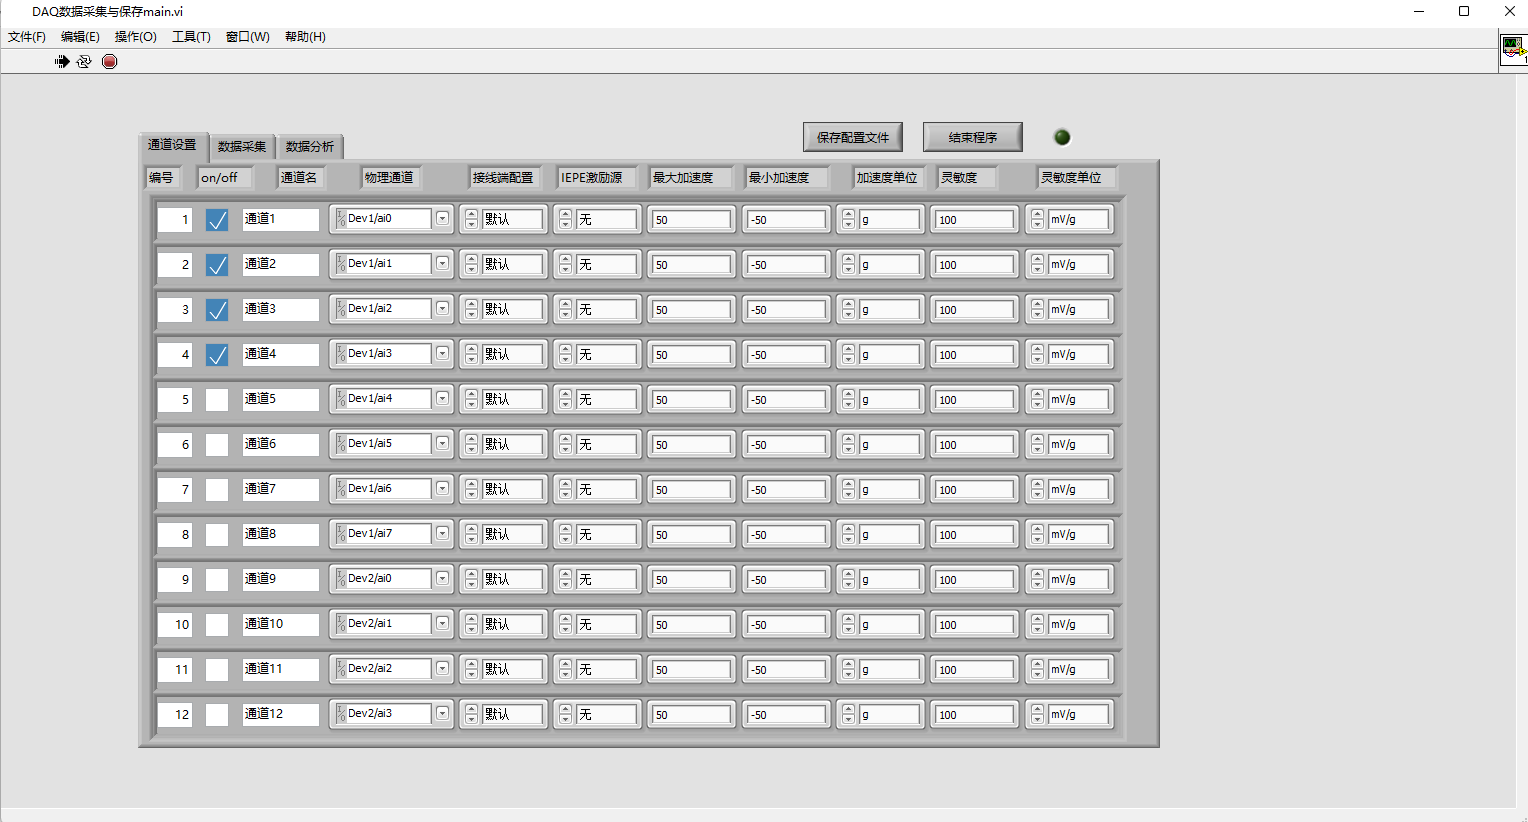 DAQ数据采集与保存main.vi
文件(F) 编辑(E) 操作(O) 工具(T) 窗口(W) 帮助(H)
通道设置 数据采集 数据分析 保存配置文件 结束程序
编号 on/off 通道名 物理通道 接线端配置 IEPE激励源 最大加速度 最小加速度 加速度单位 灵敏度 灵敏度单位
1 通道1 Dev1/ai0 默认 无 50 -50 g 100 mV/g
2 通道2 Dev1/ai1 默认 无 50 -50 g 100 mV/g
3 通道3 Dev1/ai2 默认 无 50 -50 g 100 mV/g
4 通道4 Dev1/ai3 默认 无 50 -50 g 100 mV/g
5 通道5 Dev1/ai4 默认 无 50 -50 g 100 mV/g
6 通道6 Dev1/ai5 默认 无 50 -50 g 100 mV/g
7 通道7 Dev1/ai6 默认 无 50 -50 g 100 mV/g
8 通道8 Dev1/ai7 默认 无 50 -50 g 100 mV/g
9 通道9 Dev2/ai0 默认 无 50 -50 g 100 mV/g
10 通道10 Dev2/ai1 默认 无 50 -50 g 100 mV/g
11 通道11 Dev2/ai2 默认 无 50 -50 g 100 mV/g
12 通道12 Dev2/ai3 默认 无 50 -50 g 100 mV/g